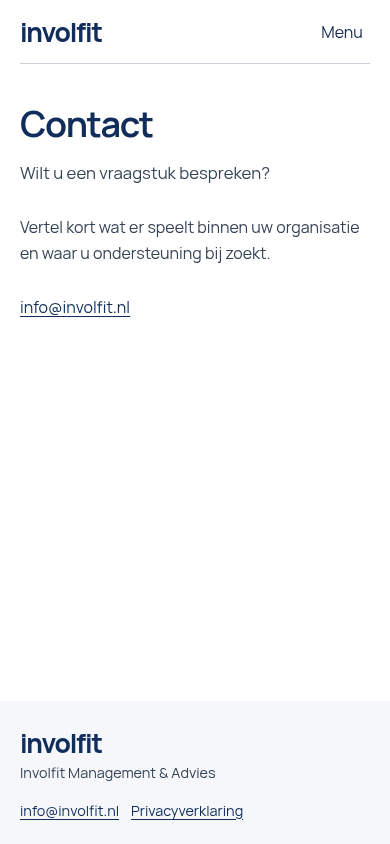 involfit
Menu
Contact
Wilt u een vraagstuk bespreken?
Vertel kort wat er speelt binnen uw organisatie
en waar u ondersteuning bij zoekt.
info@involfit.nl
involfit
Involfit Management & Advies
info@involfit.nl Privacyverklaring